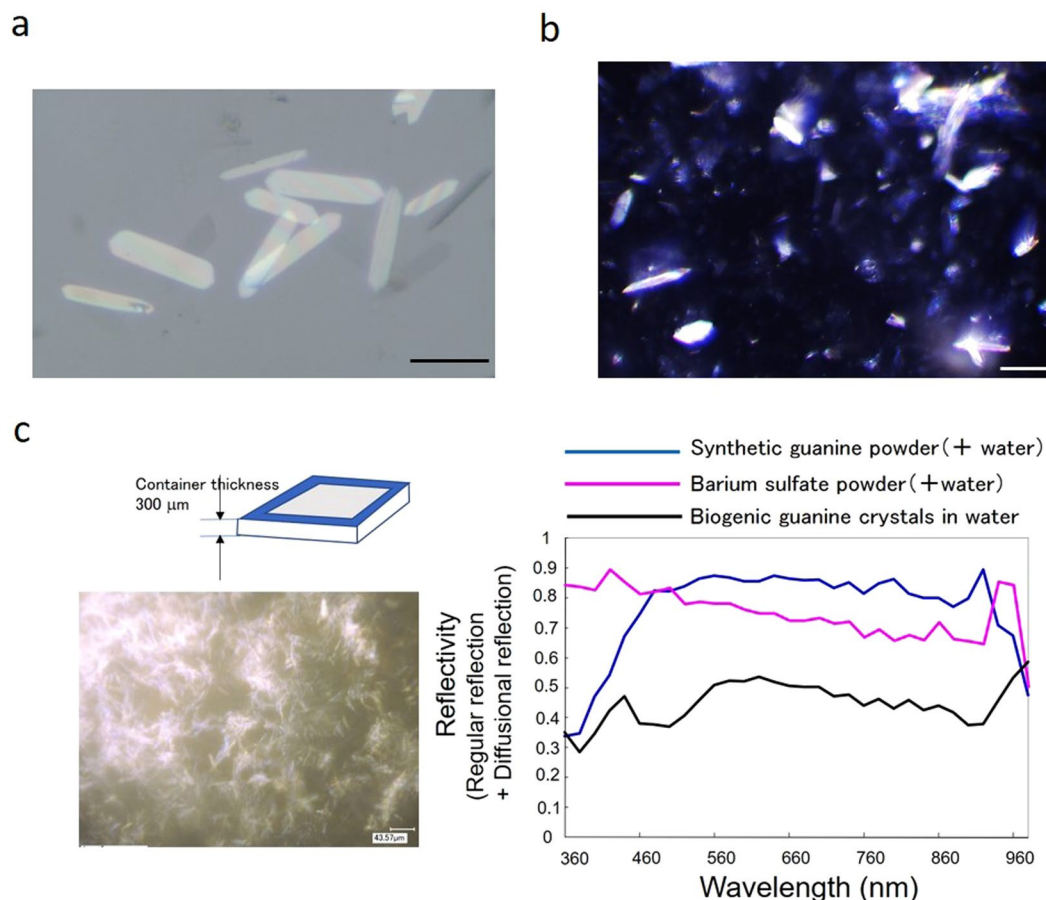 a
b
c
Container thickness
300 μm
43.57μm
Synthetic guanine powder(+ water)
Barium sulfate powder(+water)
Biogenic guanine crystals in water
Reflectivity
(Regular reflection
+ Diffusional reflection)
1
0.9
0.8
0.7
0.6
0.5
0.4
0.3
0.2
0.1
0
360 460 560 660 760 860 960
Wavelength (nm)